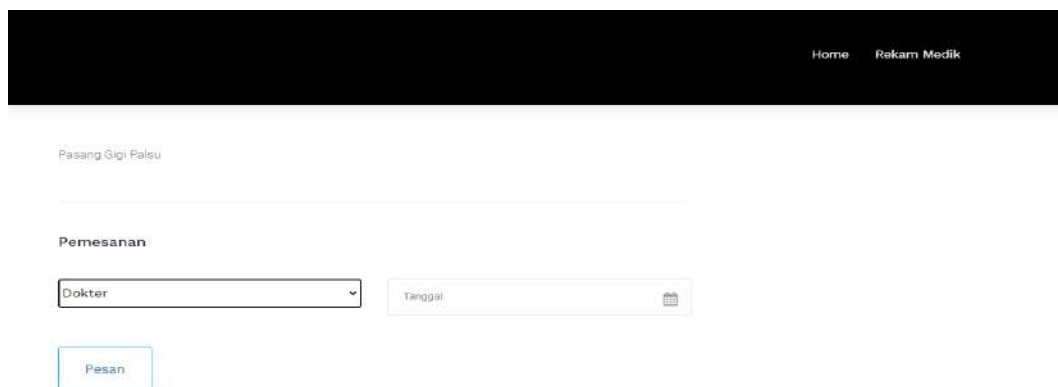 Home Rekam Medik
Pasang Gigi Palsu
Pemesanan
Dokter Tanggal
Pesan